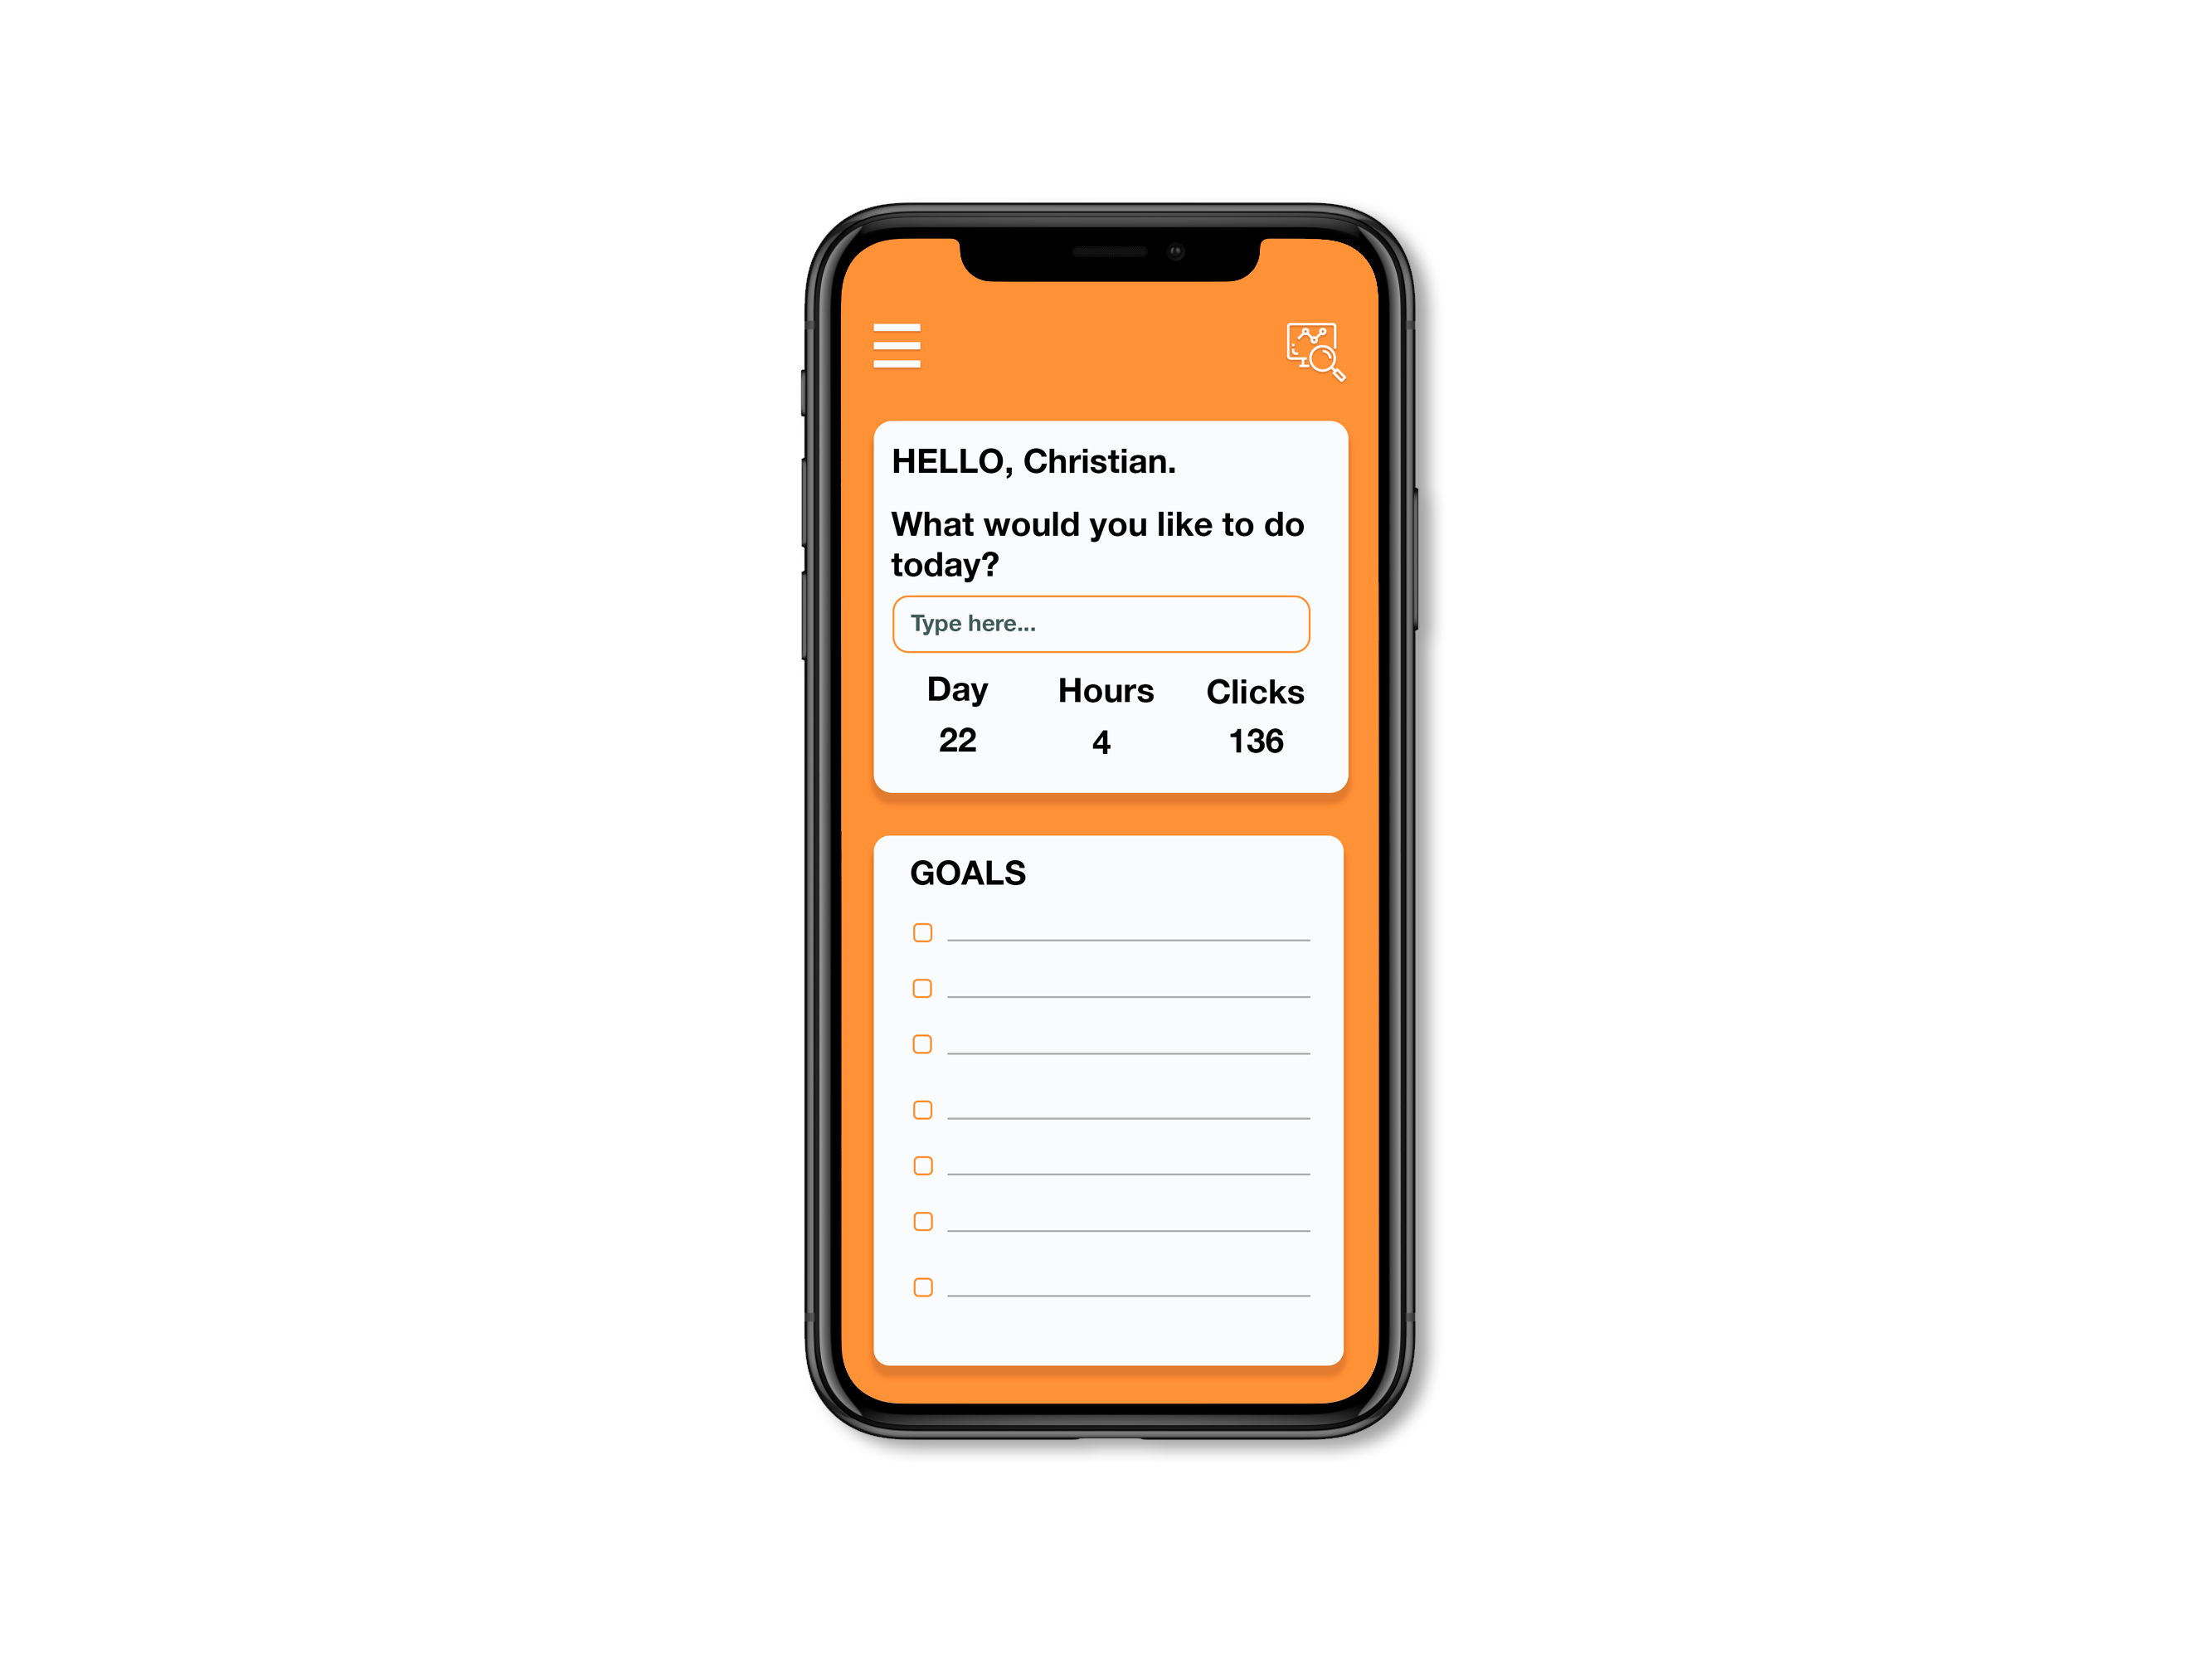 HELLO, Christian.
What would you like to do
today?
Type here...
Day Hours Clicks
22 4 136
GOALS